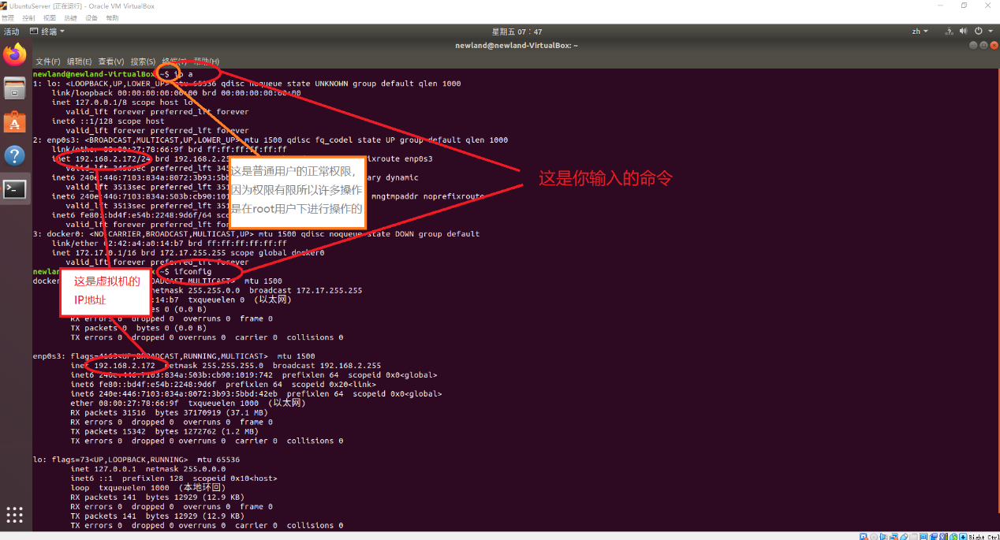 UbuntuServer [正在运行] - Oracle VM VirtualBox
管理 控制 视图 热键 设备 帮助
活动 终端 星期五 07：47 zh
newland@newland-VirtualBox: ~
文件(F) 编辑(E) 查看(V) 搜索(S) 终端(T) 帮助(H)
newland@newland-VirtualBox:~$ ip a
1: lo: <LOOPBACK,UP,LOWER_UP> mtu 65536 qdisc noqueue state UNKNOWN group default qlen 1000
link/loopback 00:00:00:00:00:00 brd 00:00:00:00:00:00
inet 127.0.0.1/8 scope host lo
valid_lft forever preferred_lft forever
inet6 ::1/128 scope host
valid_lft forever preferred_lft forever
2: enp0s3: <BROADCAST,MULTICAST,UP,LOWER_UP> mtu 1500 qdisc fq_codel state UP group default qlen 1000
link/ether 08:00:27:78:66:9f brd ff:ff:ff:ff:ff:ff
inet 192.168.2.172/24 brd 192.168.2.25 fixroute enp0s3
valid_lft 3456sec preferred_lft 345
inet6 240e:446:7103:834a:8072:3b93:5bb ary dynamic
valid_lft 3513sec preferred_lft 351
inet6 240e:446:7103:834a:503b:cb90:101 mngtmpaddr noprefixroute
valid_lft 3513sec preferred_lft 351
inet6 fe80::bd4f:e54b:2248:9d6f/64 sco
valid_lft forever preferred_lft forever
这是普通用户的正常权限，
因为权限有限所以许多操作
是在root用户下进行操作的
这是你输入的命令
3: docker0: <NO-CARRIER,BROADCAST,MULTICAST,UP> mtu 1500 qdisc noqueue state DOWN group default
link/ether 02:42:a4:a0:14:b7 brd ff:ff:ff:ff:ff:ff
inet 172.17.0.1/16 brd 172.17.255.255 scope global docker0
valid_lft forever preferred_lft forever
newlan x:~$ ifconfig
docker OADCAST,MULTICAST> mtu 1500
netmask 255.255.0.0 broadcast 172.17.255.255
:14:b7 txqueuelen 0 (以太网)
es 0 (0.0 B)
这是虚拟机的
IP地址
RX errors 0 dropped 0 overruns 0 frame 0
TX packets 0 bytes 0 (0.0 B)
TX errors 0 dropped 0 overruns 0 carrier 0 collisions 0
enp0s3: flags=4163<UP,BROADCAST,RUNNING,MULTICAST> mtu 1500
inet 192.168.2.172 netmask 255.255.255.0 broadcast 192.168.2.255
inet6 240e:446:7103:834a:503b:cb90:1019:742 prefixlen 64 scopeid 0x0<global>
inet6 fe80::bd4f:e54b:2248:9d6f prefixlen 64 scopeid 0x20<link>
inet6 240e:446:7103:834a:8072:3b93:5bbd:42eb prefixlen 64 scopeid 0x0<global>
ether 08:00:27:78:66:9f txqueuelen 1000 (以太网)
RX packets 31516 bytes 37170919 (37.1 MB)
RX errors 0 dropped 0 overruns 0 frame 0
TX packets 15342 bytes 1272762 (1.2 MB)
TX errors 0 dropped 0 overruns 0 carrier 0 collisions 0
lo: flags=73<UP,LOOPBACK,RUNNING> mtu 65536
inet 127.0.0.1 netmask 255.0.0.0
inet6 ::1 prefixlen 128 scopeid 0x10<host>
loop txqueuelen 1000 (本地环回)
RX packets 141 bytes 12929 (12.9 KB)
RX errors 0 dropped 0 overruns 0 frame 0
TX packets 141 bytes 12929 (12.9 KB)
TX errors 0 dropped 0 overruns 0 carrier 0 collisions 0
Right Ctrl